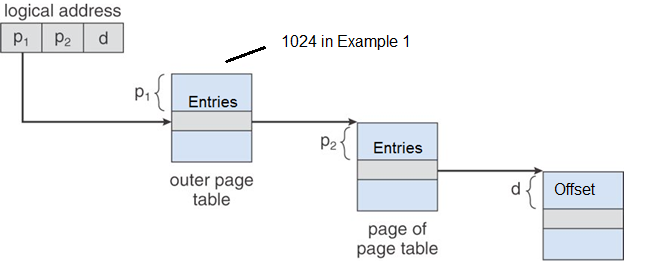 logical address
p1 p2 d
1024 in Example 1
p1
Entries
outer page
table
p2
Entries
page of
page table
d
Offset